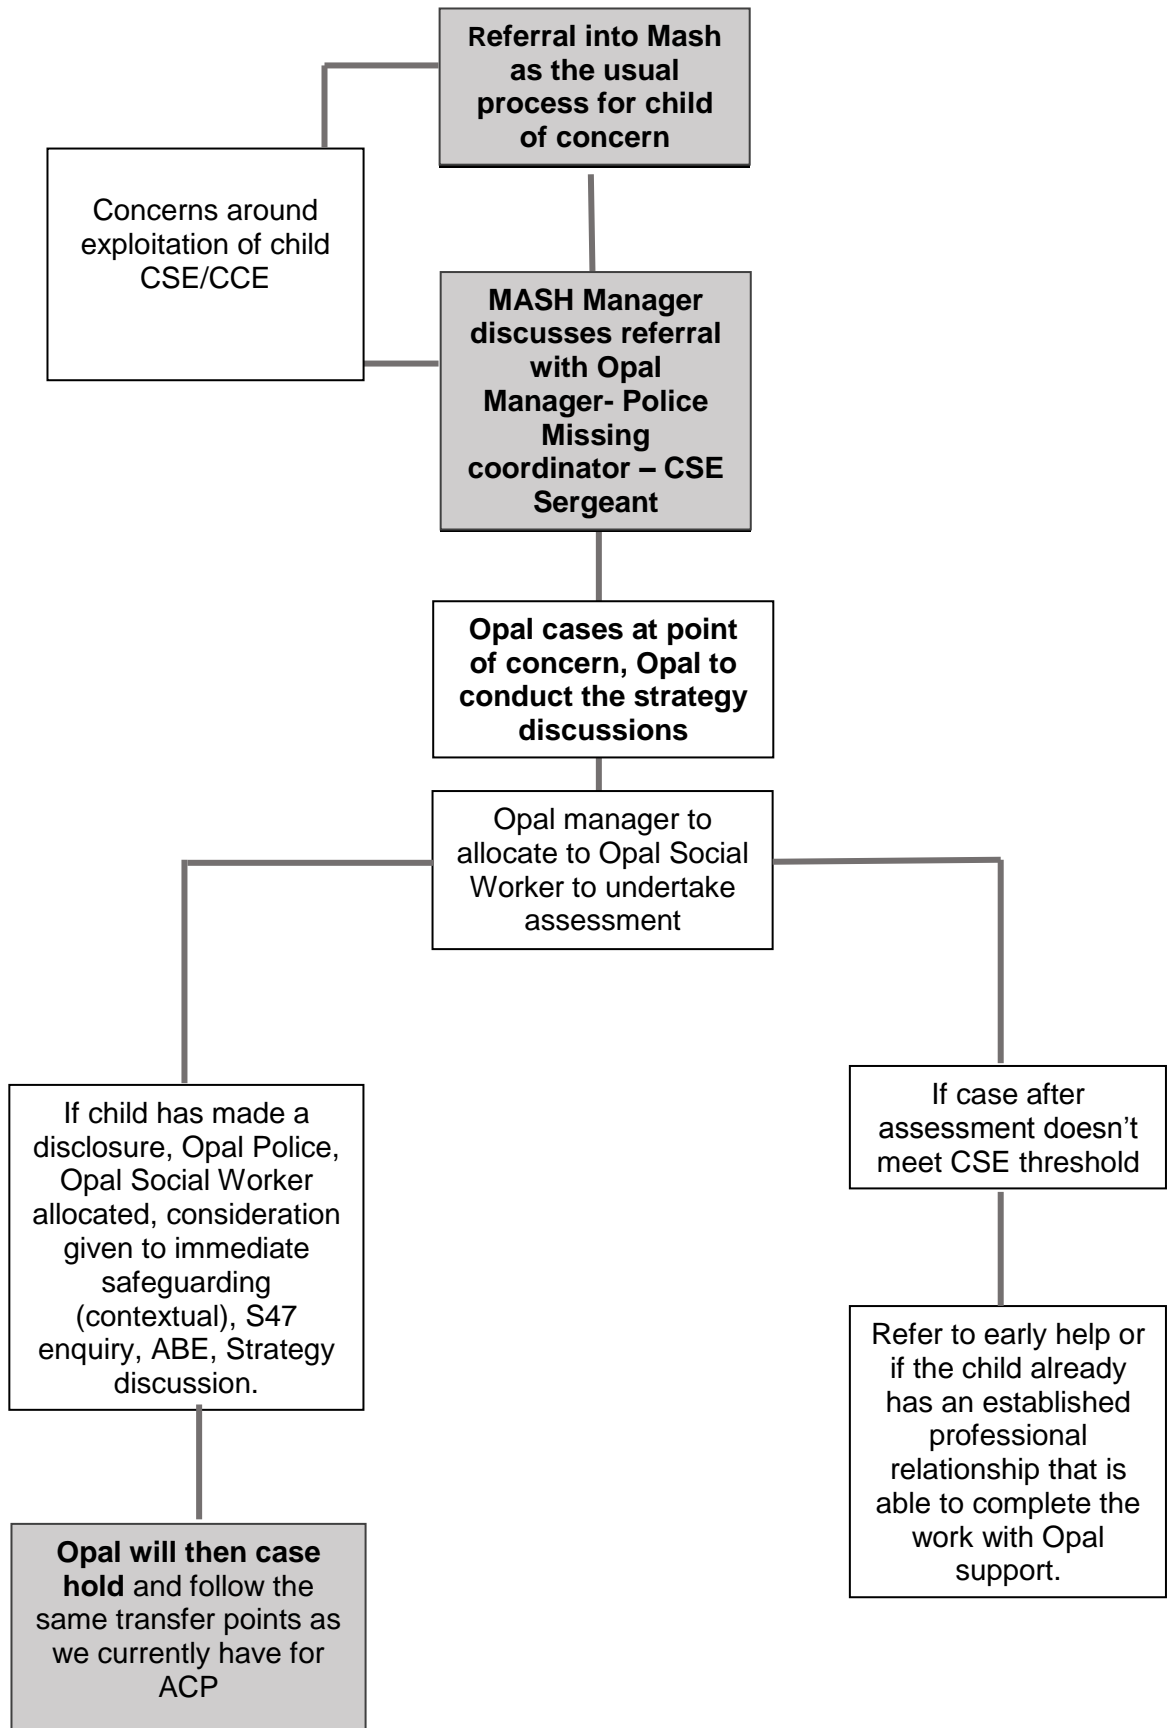 Referral into Mash
as the usual
process for child
of concern
Concerns around
exploitation of child
CSE/CCE
MASH Manager
discusses referral
with Opal
Manager- Police
Missing
coordinator – CSE
Sergeant
Opal cases at point
of concern, Opal to
conduct the strategy
discussions
Opal manager to
allocate to Opal Social
Worker to undertake
assessment
If child has made a
disclosure, Opal Police,
Opal Social Worker
allocated, consideration
given to immediate
safeguarding
(contextual), S47
enquiry, ABE, Strategy
discussion.
Opal will then case
hold and follow the
same transfer points as
we currently have for
ACP
If case after
assessment doesn’t
meet CSE threshold
Refer to early help or
if the child already
has an established
professional
relationship that is
able to complete the
work with Opal
support.